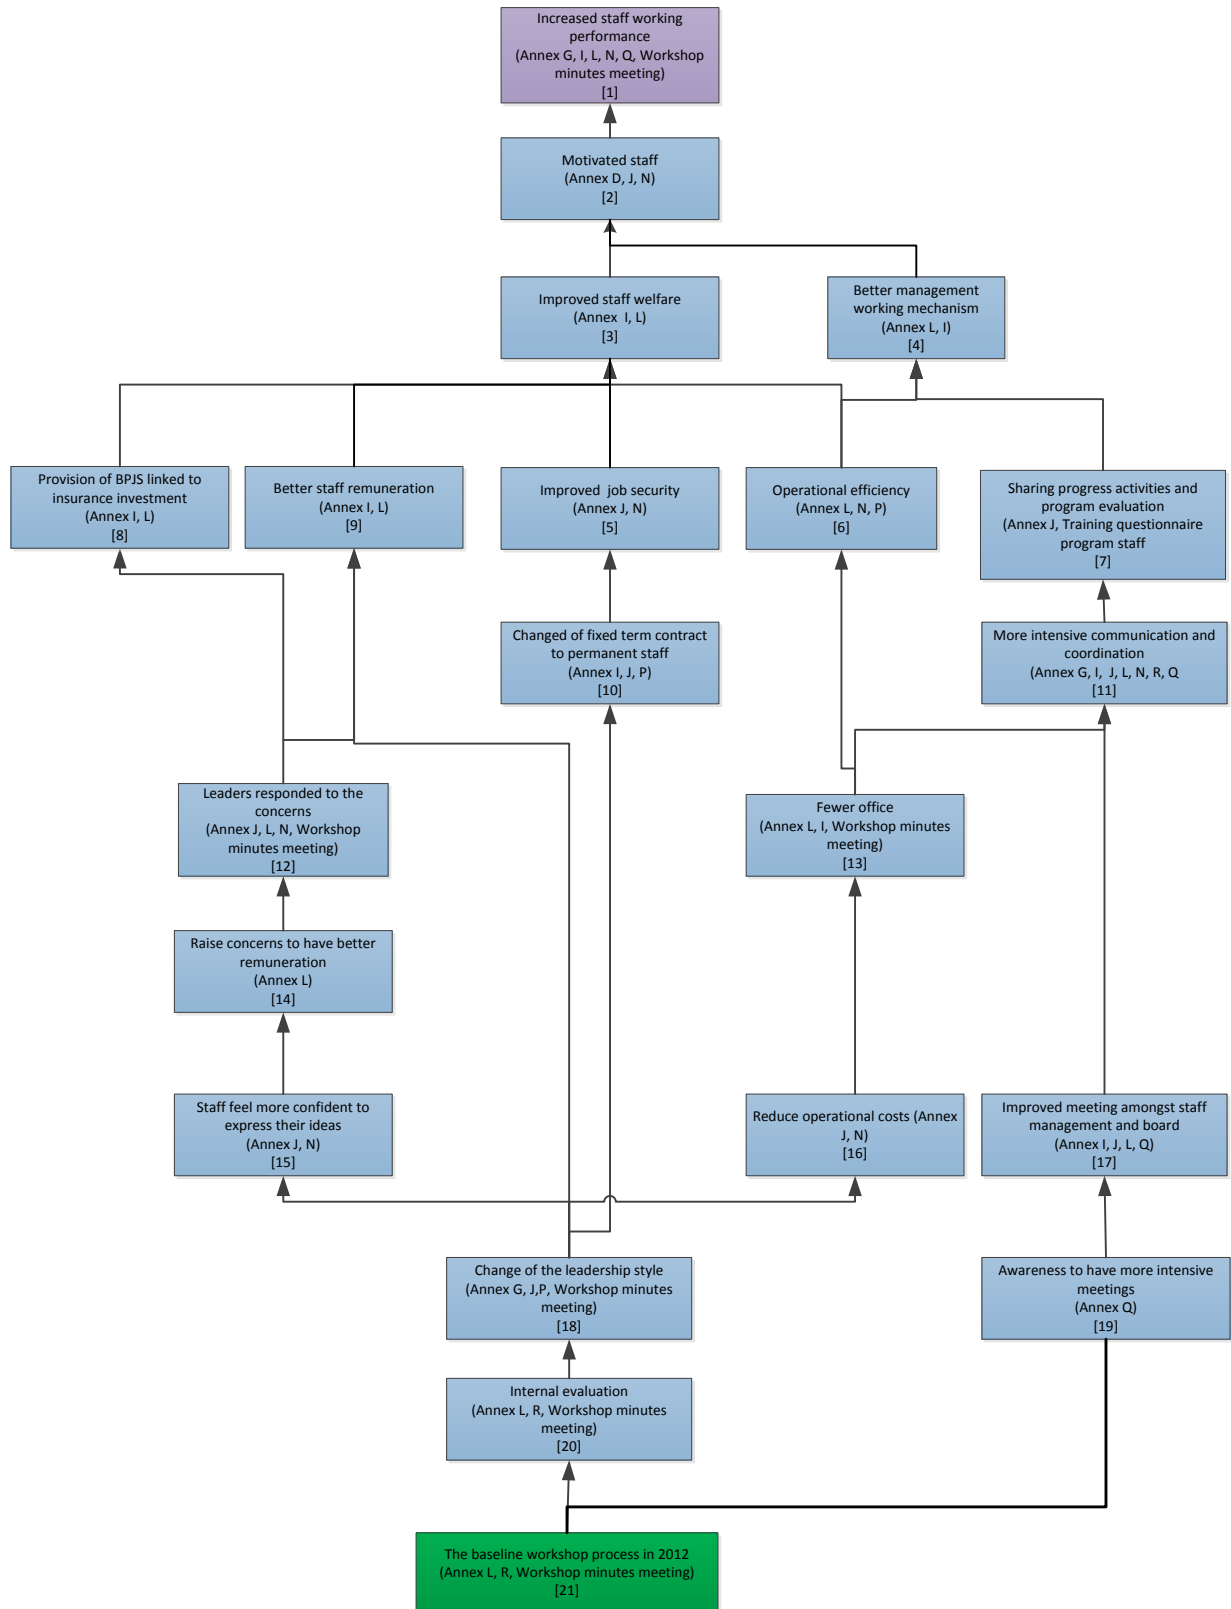 Increased staff working
performance
(Annex G, I, L, N, Q, Workshop
minutes meeting)
[1]
Motivated staff
(Annex D, J, N)
[2]
Improved staff welfare
(Annex  I, L)
[3]
Better management
working mechanism
(Annex L, I)
[4]
Provision of BPJS linked to
insurance investment
(Annex I, L)
[8]
Better staff remuneration
(Annex I, L)
[9]
Improved  job security
(Annex J, N)
[5]
Operational efficiency
(Annex L, N, P)
[6]
Sharing progress activities and
program evaluation
(Annex J, Training questionnaire
program staff
[7]
Changed of fixed term contract
to permanent staff
(Annex I, J, P)
[10]
More intensive communication and
coordination
(Annex G, I,  J, L, N, R, Q
[11]
Leaders responded to the
concerns
(Annex J, L, N, Workshop
minutes meeting)
[12]
Fewer office
(Annex L, I, Workshop minutes
meeting)
[13]
Raise concerns to have better
remuneration
(Annex L)
[14]
Staff feel more confident to
express their ideas
(Annex J, N)
[15]
Reduce operational costs (Annex
J, N)
[16]
Improved meeting amongst staff
management and board
(Annex I, J, L, Q)
[17]
Change of the leadership style
(Annex G, J,P, Workshop minutes
meeting)
[18]
Awareness to have more intensive
meetings
(Annex Q)
[19]
Internal evaluation
(Annex L, R, Workshop minutes
meeting)
[20]
The baseline workshop process in 2012
(Annex L, R, Workshop minutes meeting)
[21]